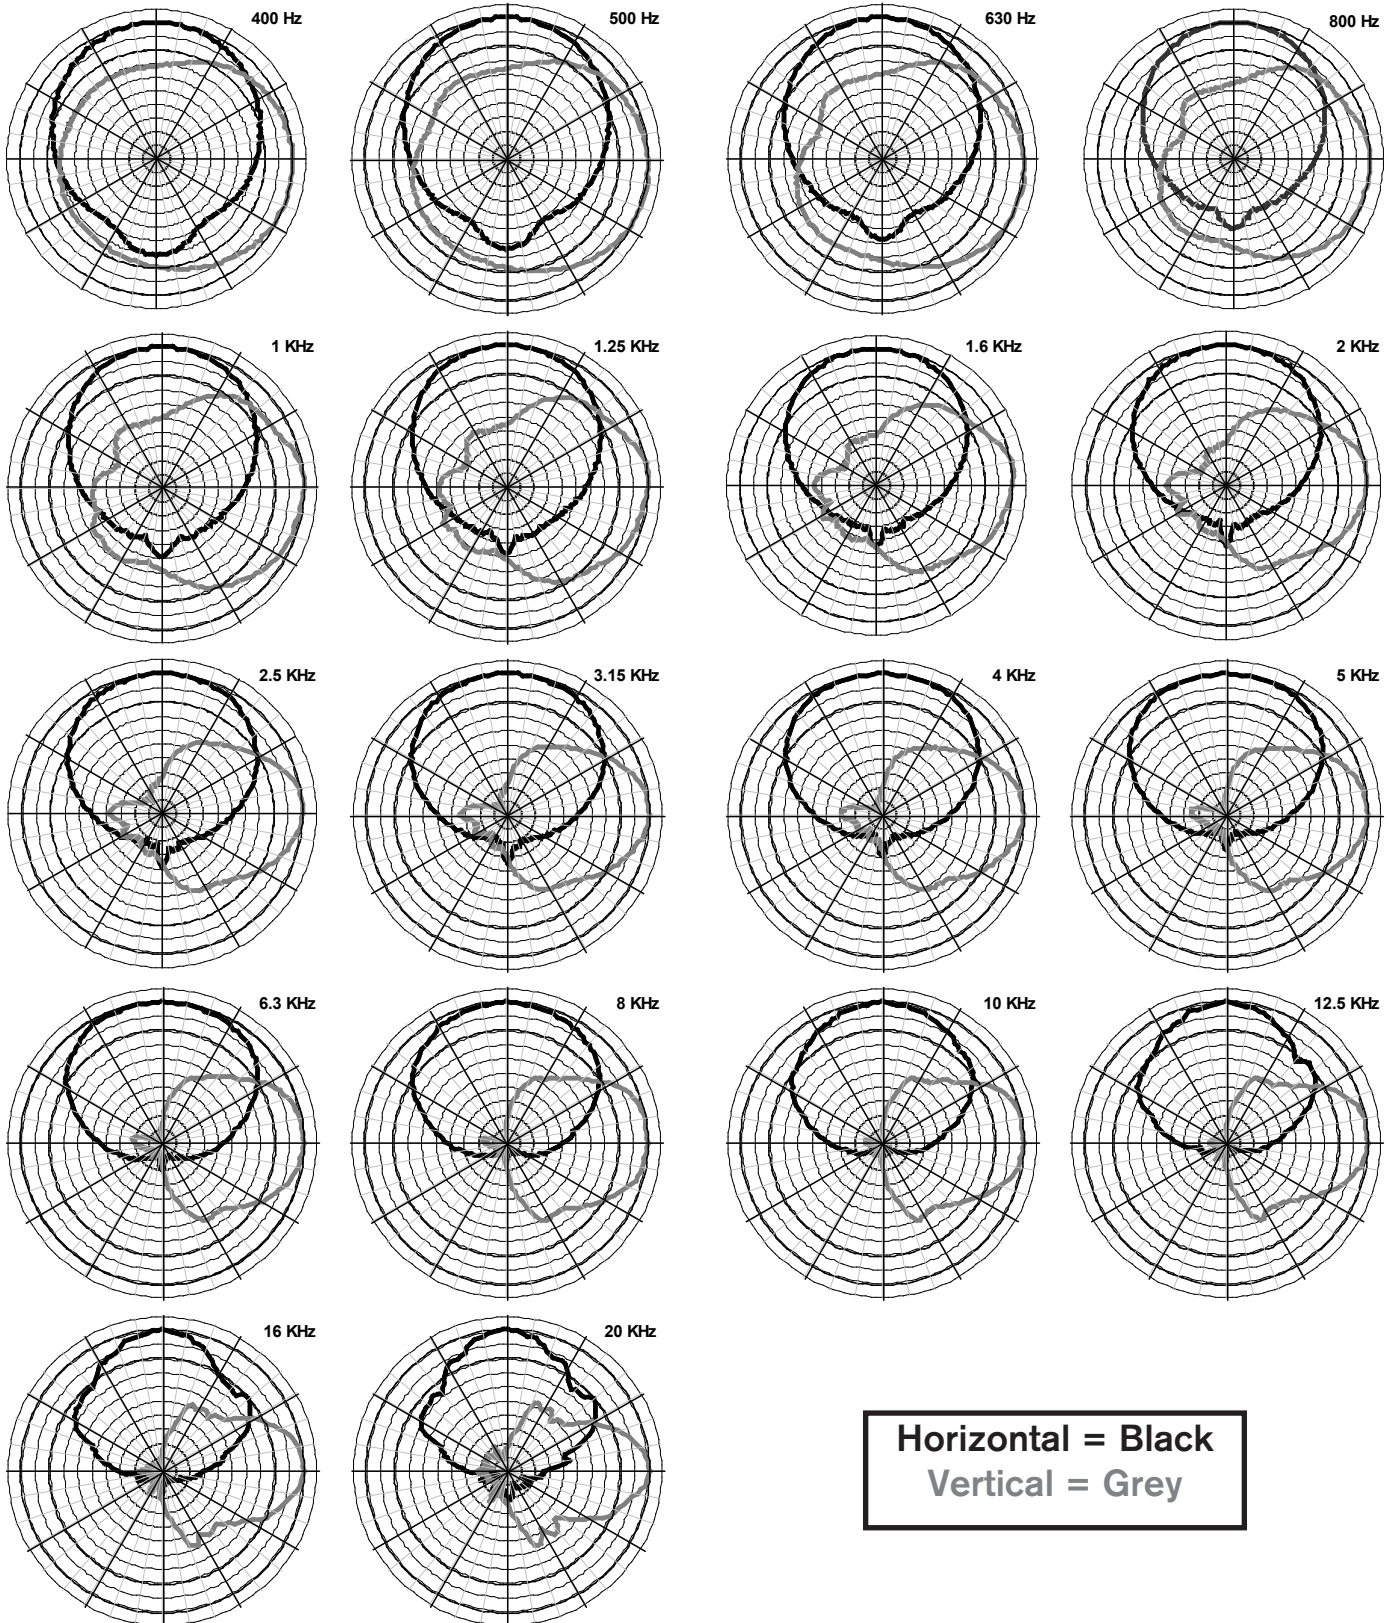 400 Hz
500 Hz
630 Hz
800 Hz
1 KHz
1.25 KHz
1.6 KHz
2 KHz
2.5 KHz
3.15 KHz
4 KHz
5 KHz
6.3 KHz
8 KHz
10 KHz
12.5 KHz
16 KHz
20 KHz
Horizontal = Black
Vertical = Grey